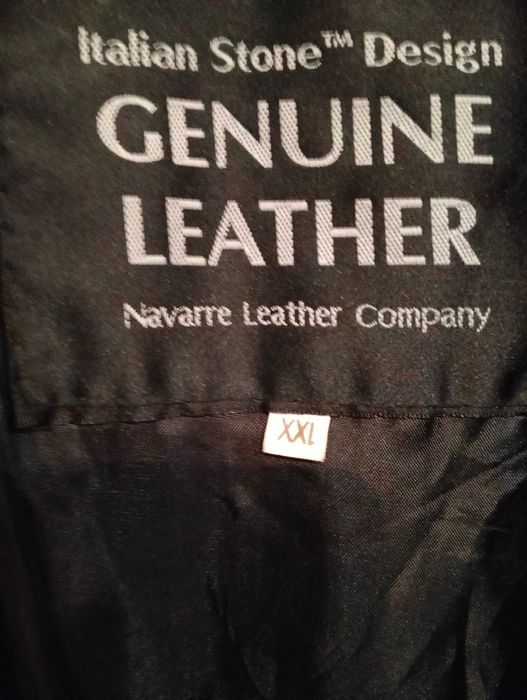 Italian Stone™ Design
GENUINE
LEATHER
Navarre Leather Company
XXL